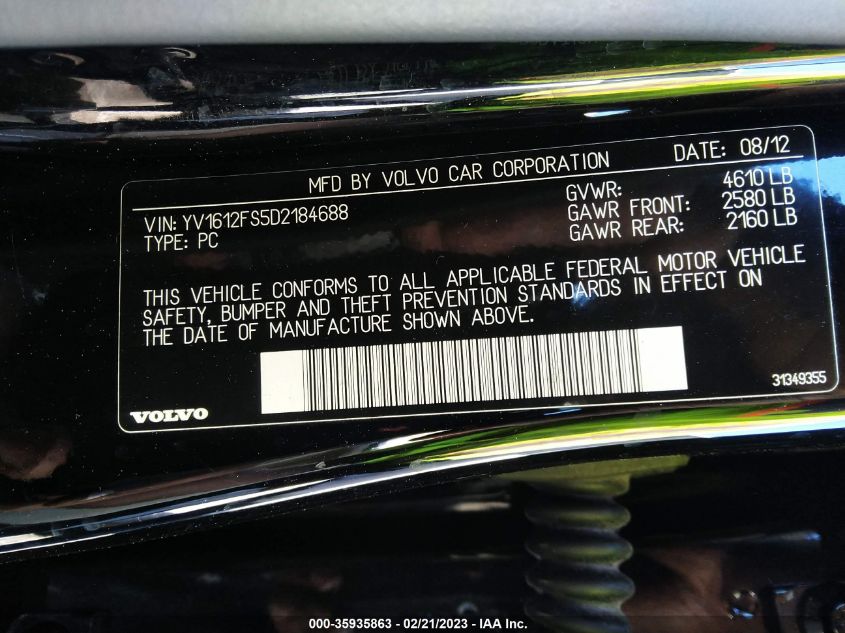 MFD BY VOLVO CAR CORPORATION DATE: 08/12
VIN: YV1612FS5D2184688 GVWR: 4610 LB
TYPE: PC GAWR FRONT: 2580 LB
GAWR REAR: 2160 LB
THIS VEHICLE CONFORMS TO ALL APPLICABLE FEDERAL MOTOR VEHICLE
SAFETY, BUMPER AND THEFT PREVENTION STANDARDS IN EFFECT ON
THE DATE OF MANUFACTURE SHOWN ABOVE.
31349355
VOLVO
000-35935863 - 02/21/2023 - IAA Inc.